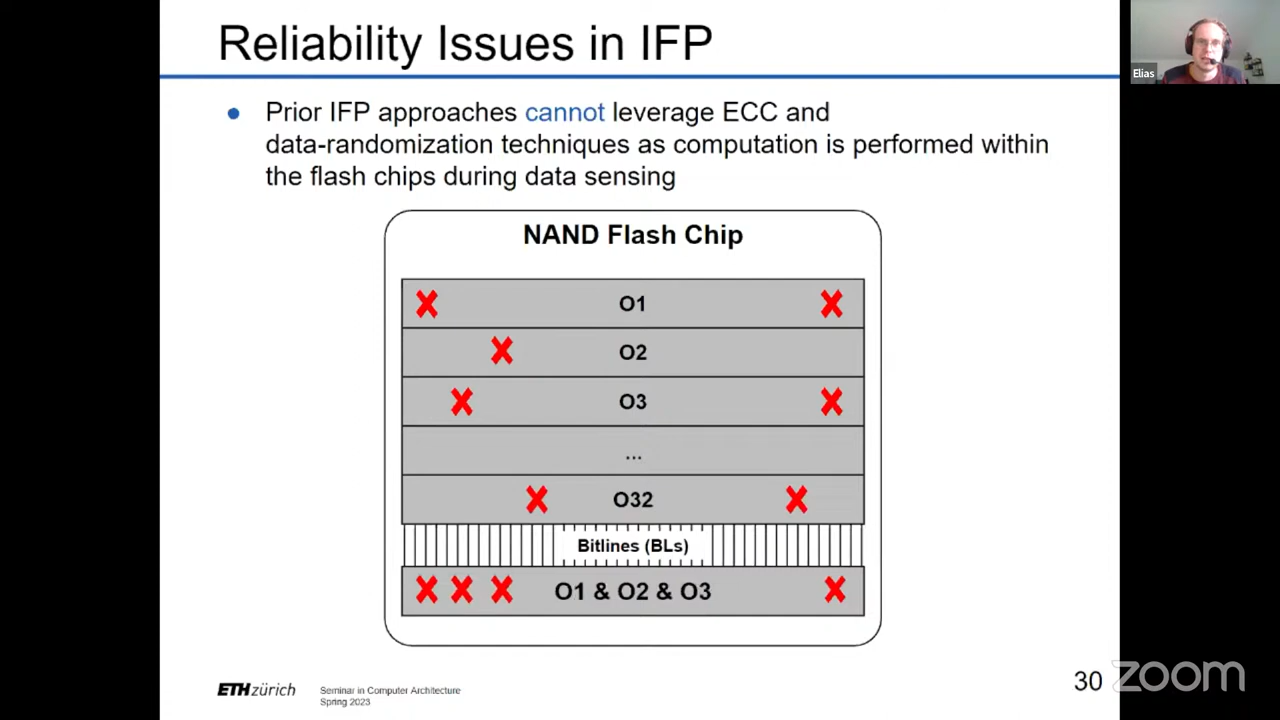 Reliability Issues in IFP
Elias
Prior IFP approaches cannot leverage ECC and
data-randomization techniques as computation is performed within
the flash chips during data sensing
NAND Flash Chip
O1
O2
O3
...
O32
Bitlines (BLs)
O1 & O2 & O3
ETH zürich
Seminar in Computer Architecture
Spring 2023
30
zoom